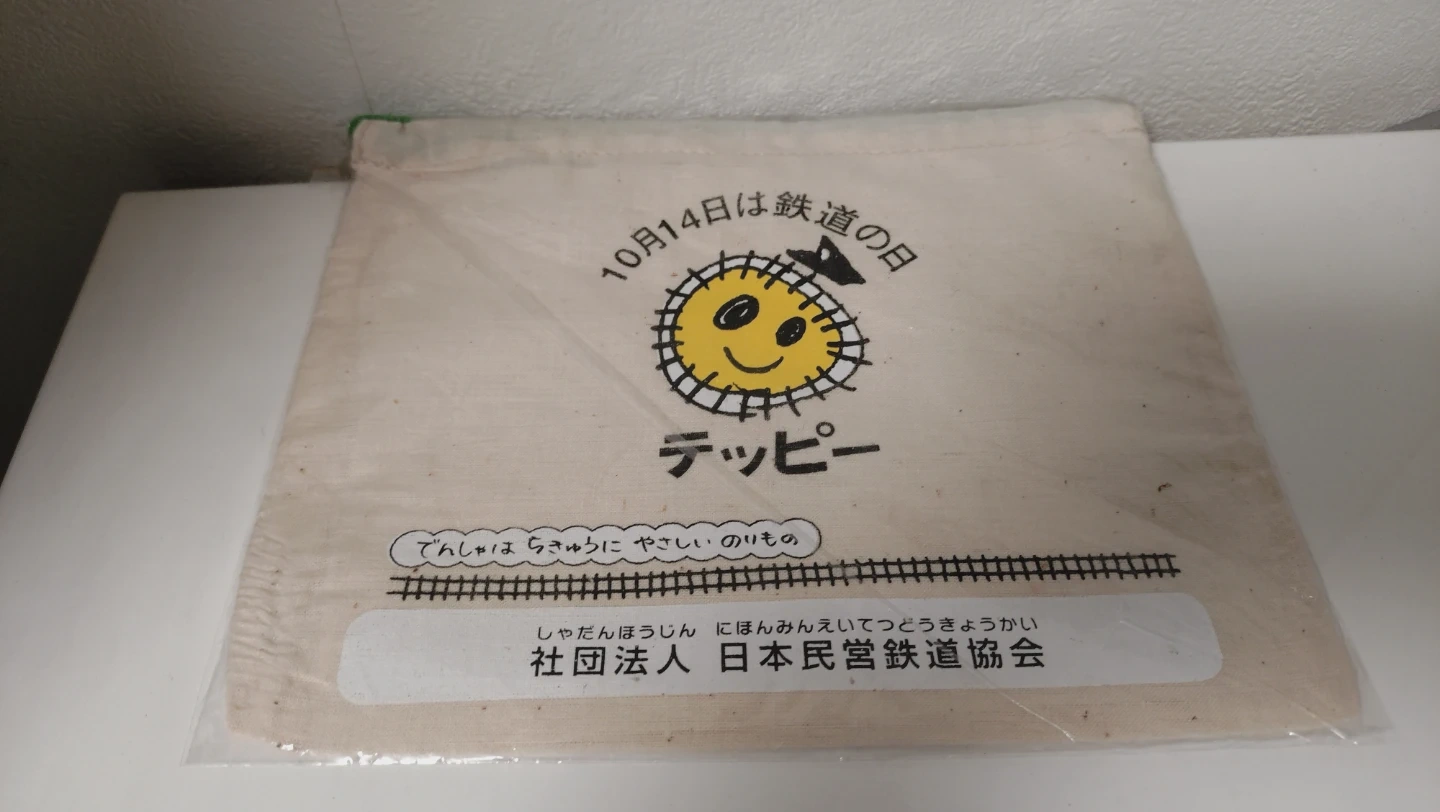 10月14日は鉄道の日
テッピー
でんしゃは ちきゅうに やさしい のりもの
しゃだんほうじん にほんみんえいてつどうきょうかい
社団法人 日本民営鉄道協会